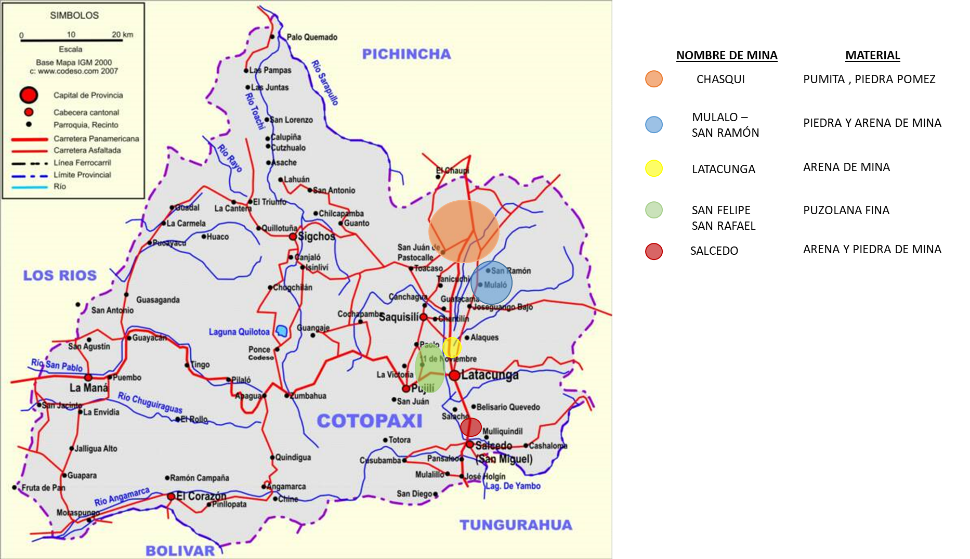 SIMBOLOS
0 10 20 km
Escala
Base Mapa IGM 2000
c: www.codeso.com 2007
Capital de Provincia
Cabecera cantonal
Parroquia, Recinto
Carretera Panamericana
Carretera Asfaltada
Línea Ferrocarril
Límite Provincial
Río
PICHINCHA
LOS RIOS
COTOPAXI
TUNGURAHUA
BOLIVAR
Palo Quemado
Las Pampas
Las Juntas
Río Sarapullo
Río Toachi
San Lorenzo
Calupiña
Cutzhualo
Río Rayo
Asache
Lahuán
San Antonio
El Chaupi
Guadal
La Cantera
El Triunfo
Chilcapamba
La Carmela
Guanto
Quillotuña
Huaco
Sigchos
Pucayacu
San Juan de
Pastocalle
Canjaló
Isinliví
Toacaso
San Ramón
Tanicuchi
Mulaló
Chugchilán
Guasaganda
Canchagua
Guatacama
San Antonio
Joseguango Bajo
Cochapamba
Saquisilí
Chantilín
Laguna Quilotoa
Guangaje
Guayacán
Alaques
San Agustín
Ponce
Codeso
11 de Noviembre
Río San Pablo
Tingo
La Victoria
Latacunga
Puembo
Pilaló
La Maná
Pujilí
Apagua
Zumbahua
San Juan
San Jacinto
Río Chuguiraguas
La Envidia
Belisario Quevedo
El Rollo
Salache
Mulliquindil
Totora
Salcedo
(San Miguel)
Cashaloma
Jalligua Alto
Quindigua
Cusubamba
Pansaleo
Guapara
Ramón Campaña
Mulalillo
José Holgín
Fruta de Pan
Angamarca
Lag. De Yambo
Río Angamarca
El Corazón
Chine
San Diego
Pinllopata
Moraspungo
NOMBRE DE MINA MATERIAL
CHASQUI PUMITA , PIEDRA POMEZ
MULALO –
SAN RAMÓN PIEDRA Y ARENA DE MINA
LATACUNGA ARENA DE MINA
SAN FELIPE PUZOLANA FINA
SAN RAFAEL
SALCEDO ARENA Y PIEDRA DE MINA